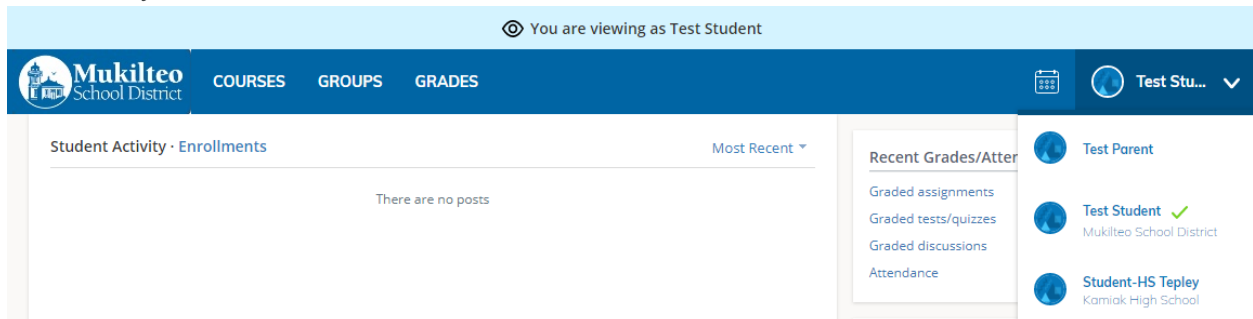 You are viewing as Test Student
Mukilteo
School District
COURSES GROUPS GRADES
Test Stu...
Student Activity · Enrollments
Most Recent
There are no posts
Recent Grades/Atter
Graded assignments
Graded tests/quizzes
Graded discussions
Attendance
Test Parent
Test Student
Mukilteo School District
Student-HS Tepley
Kamiak High School